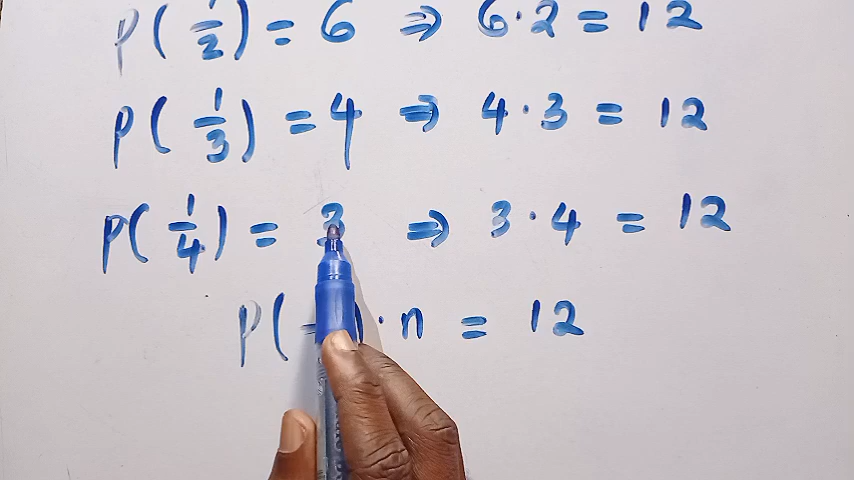 P(1/2) = 6 ⇒ 6·2 = 12
P(1/3) = 4 ⇒ 4·3 = 12
P(1/4) = 3 ⇒ 3·4 = 12
P( ) · n = 12